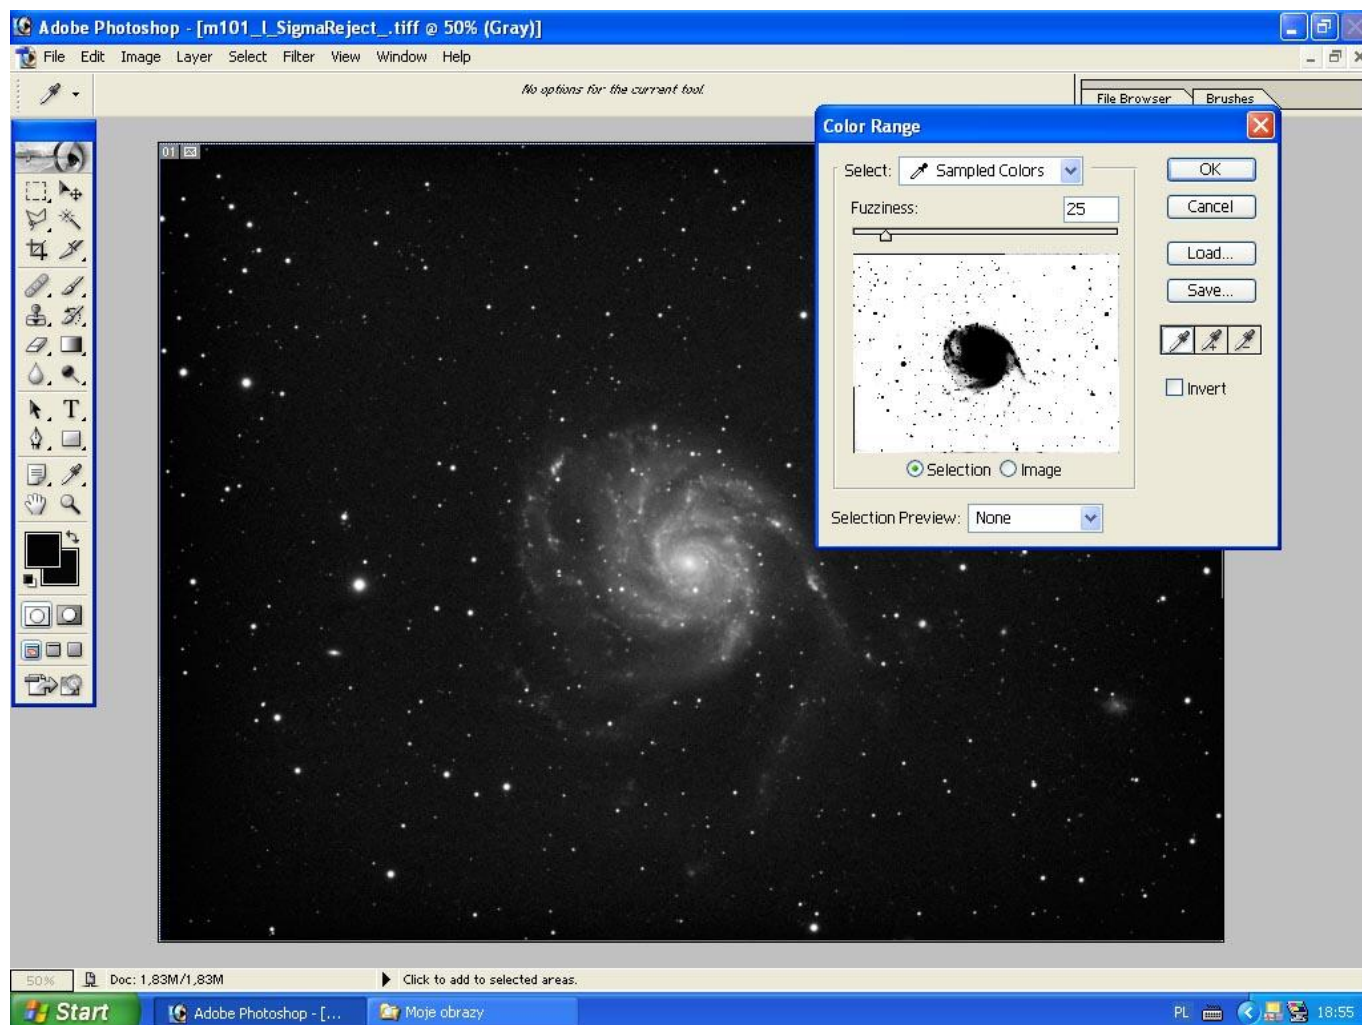 Adobe Photoshop - [m101_l_SigmaReject_.tiff @ 50% (Gray)]
File Edit Image Layer Select Filter View Window Help
No options for the current tool.
File Browser Brushes
Color Range
01
Select: Sampled Colors
OK
Fuzziness: 25
Cancel
Load...
Save...
Invert
Selection Image
Selection Preview: None
T
50% Doc: 1,83M/1,83M Click to add to selected areas.
Start Adobe Photoshop - [... Moje obrazy PL 18:55